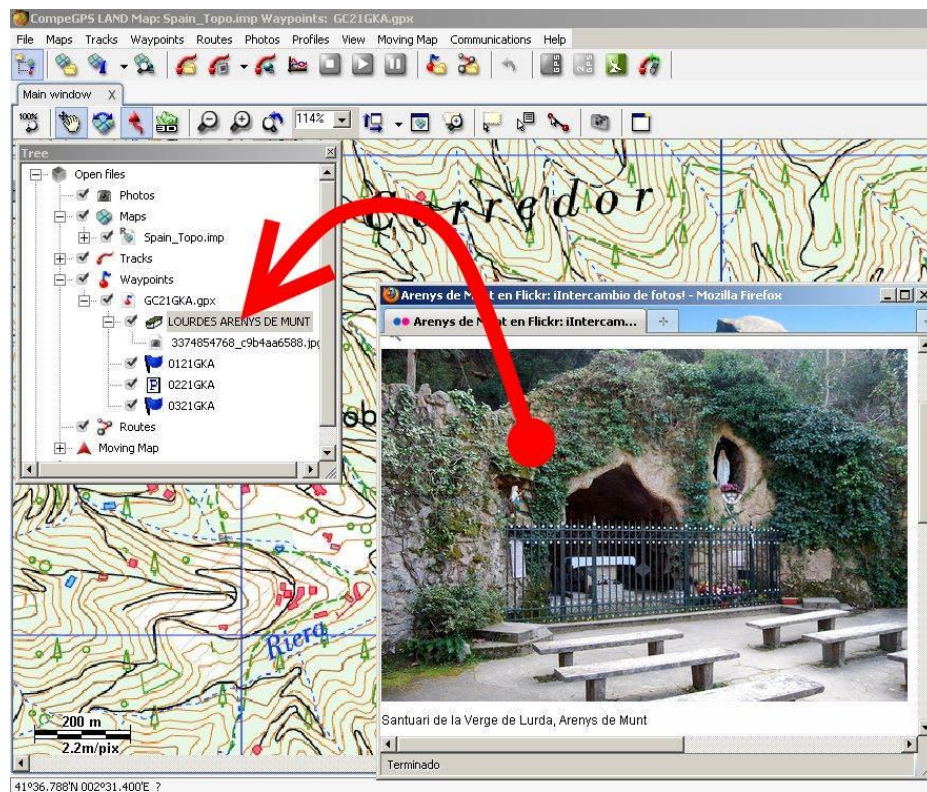 CompeGPS LAND Map: Spain_Topo.imp Waypoints: GC21GKA.gpx
File Maps Tracks Waypoints Routes Photos Profiles View Moving Map Communications Help
Main window X
100%
114%
Tree
Open files
Photos
Maps
Spain_Topo.imp
Tracks
Waypoints
GC21GKA.gpx
LOURDES ARENYS DE MUNT
3374854768_c9b4aa6588.jpg
0121GKA
P 0221GKA
0321GKA
Routes
Moving Map
Corredor
ob
Riera
200 m
2.2m/pix
Arenys de Munt en Flickr: ¡Intercambio de fotos! - Mozilla Firefox
Arenys de Munt en Flickr: ¡Intercam...
Santuari de la Verge de Lurda, Arenys de Munt
Terminado
41º36.788'N 002º31.400'E ?